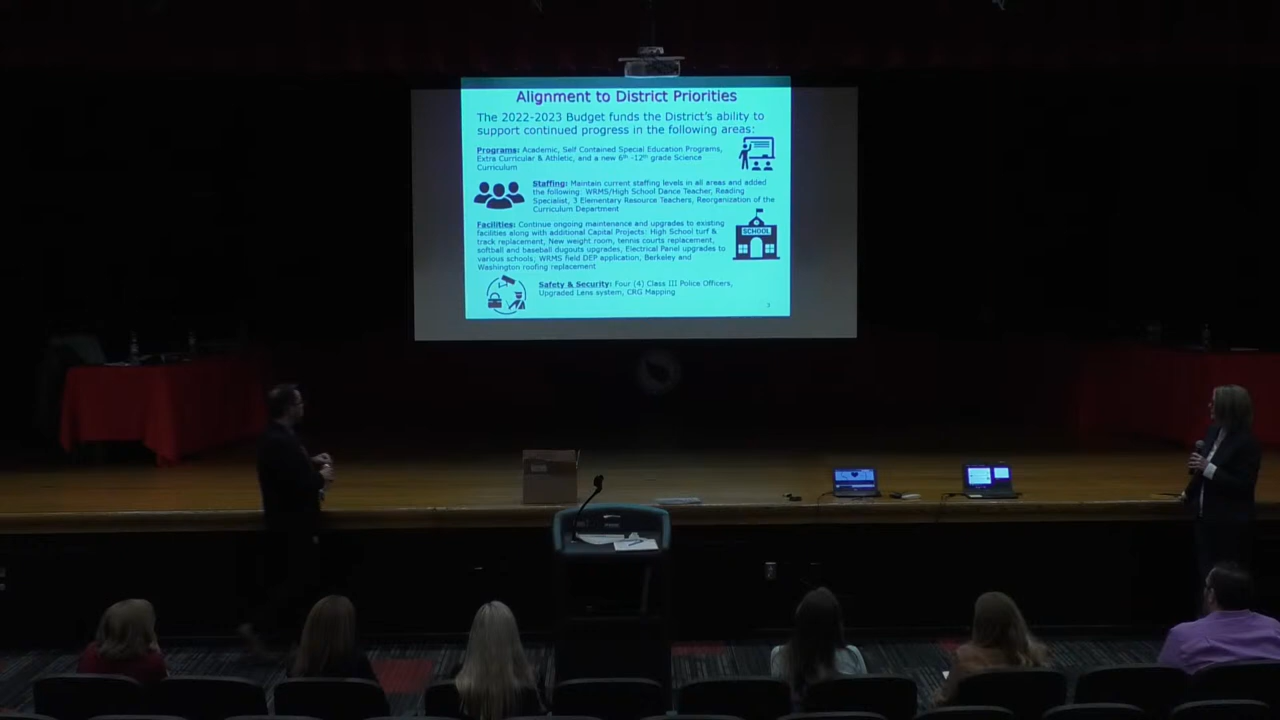 Alignment to District Priorities
The 2022-2023 Budget funds the District's ability to
support continued progress in the following areas:
Programs: Academic, Self Contained Special Education Programs,
Extra Curricular & Athletic, and a new 6th -12th grade Science
Curriculum
Staffing: Maintain current staffing levels in all areas and added
the following: WRMS/High School Dance Teacher, Reading
Specialist, 3 Elementary Resource Teachers, Reorganization of the
Curriculum Department
Facilities: Continue ongoing maintenance and upgrades to existing
facilities along with additional Capital Projects: High School turf &
track replacement, New weight room, tennis courts replacement,
softball and baseball dugouts upgrades, Electrical Panel upgrades to
various schools, WRMS field DEP application, Berkeley and
Washington roofing replacement
SCHOOL
Safety & Security: Four (4) Class III Police Officers,
Upgraded Lens system, CRG Mapping
3